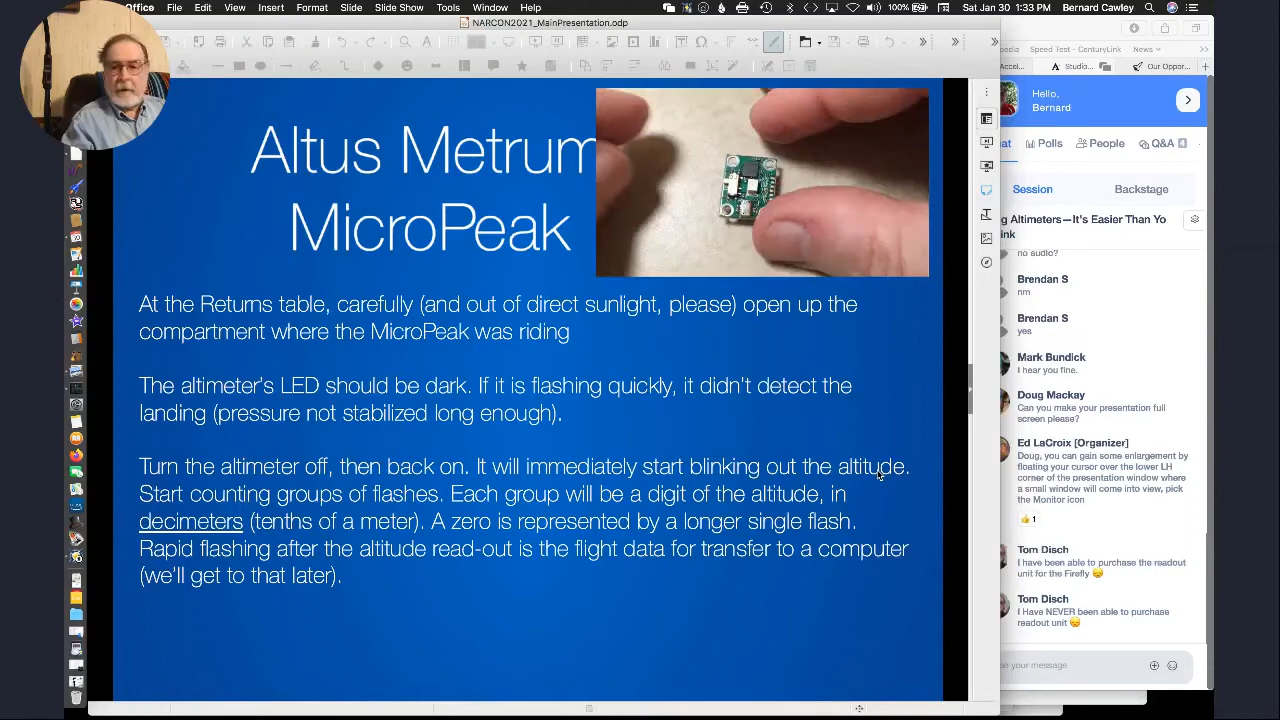 Office
Slide
Slide Show
Tools
Window
Help
100%
Sat Jan 30 1:33 PM
Bernard Cawley
NARCON2021_MainPresentation.odp
Speed Test - CenturyLink
News
Accel...
Studio...
Our Oppor...
Hello,
Bernard
at
Polls
People
Q&A
4
Session
Backstage
g Altimeters—It's Easier Than Yo
ink
Altus Metrum
MicroPeak
At the Returns table, carefully (and out of direct sunlight, please) open up the
compartment where the MicroPeak was riding
The altimeter's LED should be dark. If it is flashing quickly, it didn't detect the
landing (pressure not stabilized long enough).
Turn the altimeter off, then back on. It will immediately start blinking out the altitude.
Start counting groups of flashes. Each group will be a digit of the altitude, in
decimeters (tenths of a meter). A zero is represented by a longer single flash.
Rapid flashing after the altitude read-out is the flight data for transfer to a computer
(we'll get to that later).
no audio?
Brendan S
nm
Brendan S
yes
Mark Bundick
I hear you fine.
Doug Mackay
Can you make your presentation full
screen please?
Ed LaCroix [Organizer]
Doug, you can gain some enlargement by
floating your cursor over the lower LH
corner of the presentation window where
a small window will come into view, pick
the Monitor icon
👍 1
Tom Disch
I have been able to purchase the readout
unit for the Firefly 😞
Tom Disch
I Have NEVER been able to purchase
readout unit 😞
pe your message